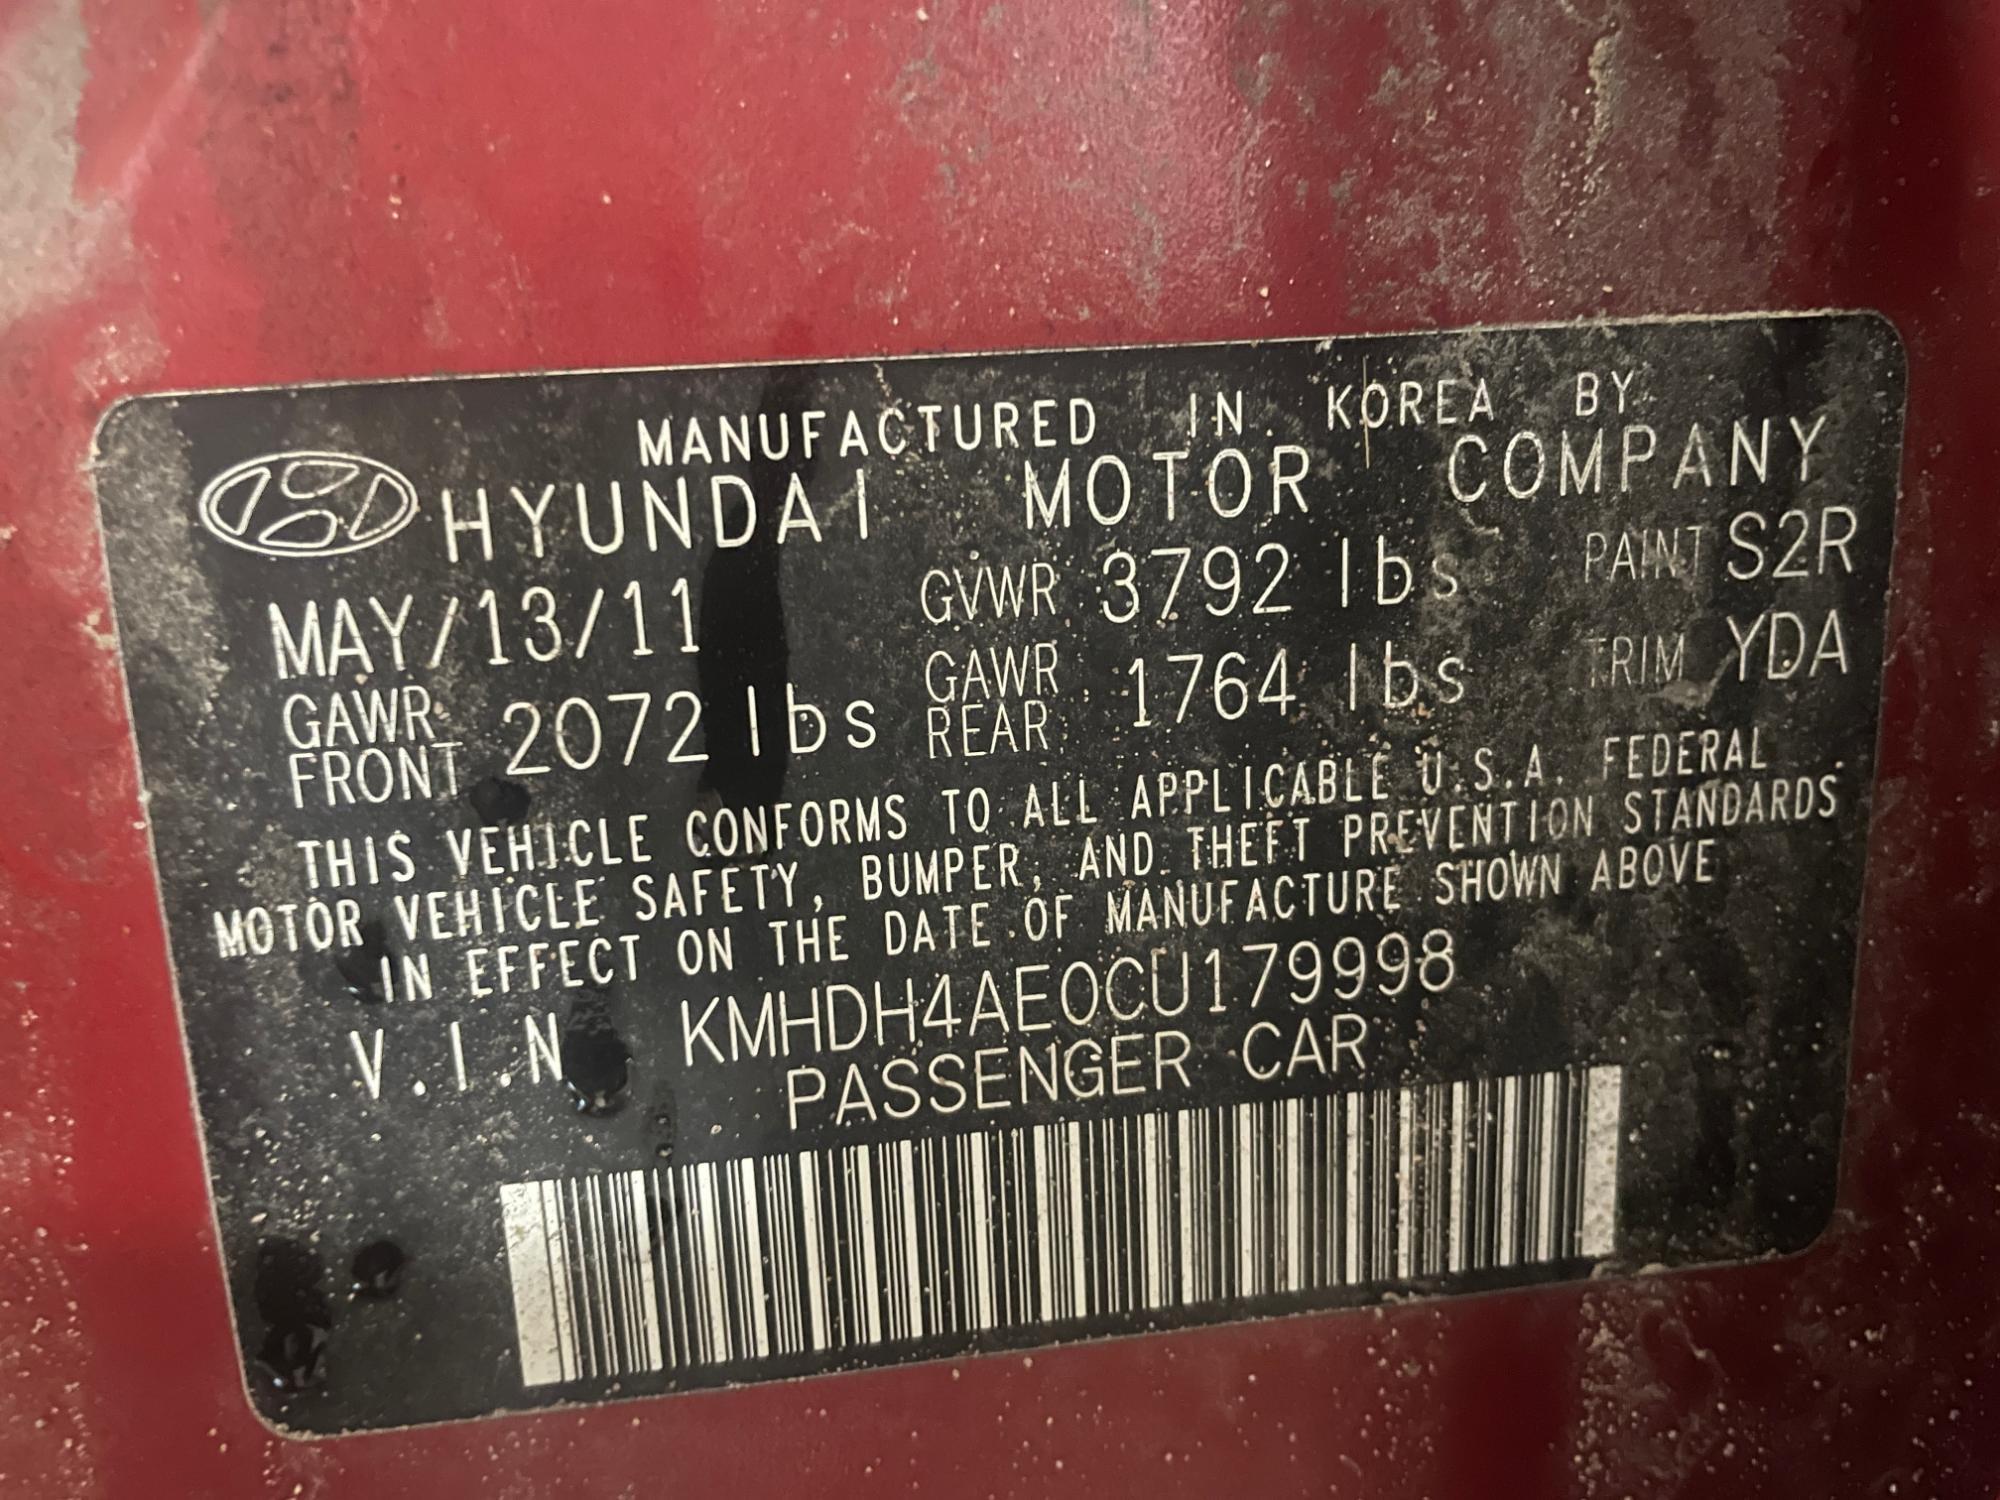 MANUFACTURED IN KOREA BY
HYUNDAI MOTOR COMPANY
MAY/13/11 GVWR 3792 lbs PAINT S2R
GAWR FRONT 2072 lbs GAWR REAR 1764 lbs TRIM YDA
THIS VEHICLE CONFORMS TO ALL APPLICABLE U.S.A. FEDERAL
MOTOR VEHICLE SAFETY, BUMPER, AND THEFT PREVENTION STANDARDS
IN EFFECT ON THE DATE OF MANUFACTURE SHOWN ABOVE
V.I.N KMHDH4AE0CU179998
PASSENGER CAR